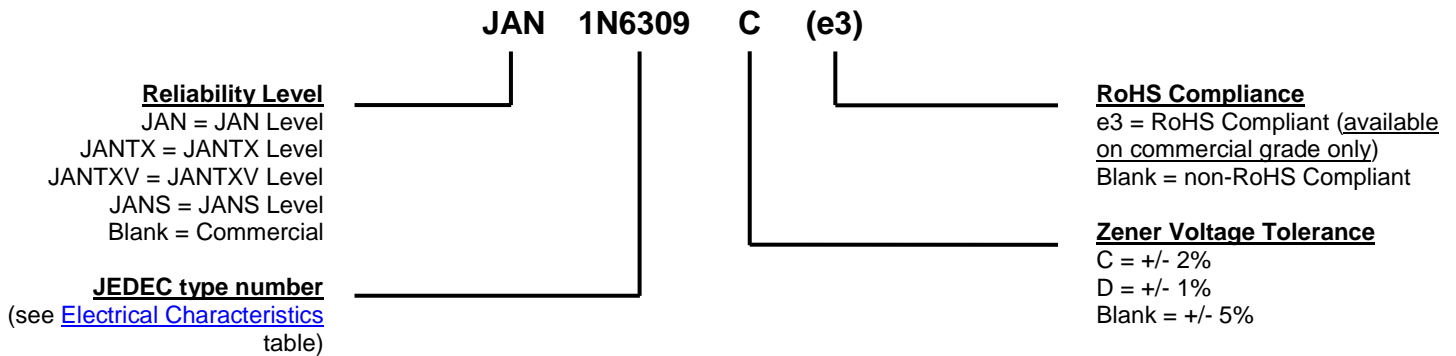 JAN 1N6309 C (e3)
Reliability Level
JAN = JAN Level
JANTX = JANTX Level
JANTXV = JANTXV Level
JANS = JANS Level
Blank = Commercial
JEDEC type number
(see Electrical Characteristics
table)
RoHS Compliance
e3 = RoHS Compliant (available
on commercial grade only)
Blank = non-RoHS Compliant
Zener Voltage Tolerance
C = +/- 2%
D = +/- 1%
Blank = +/- 5%